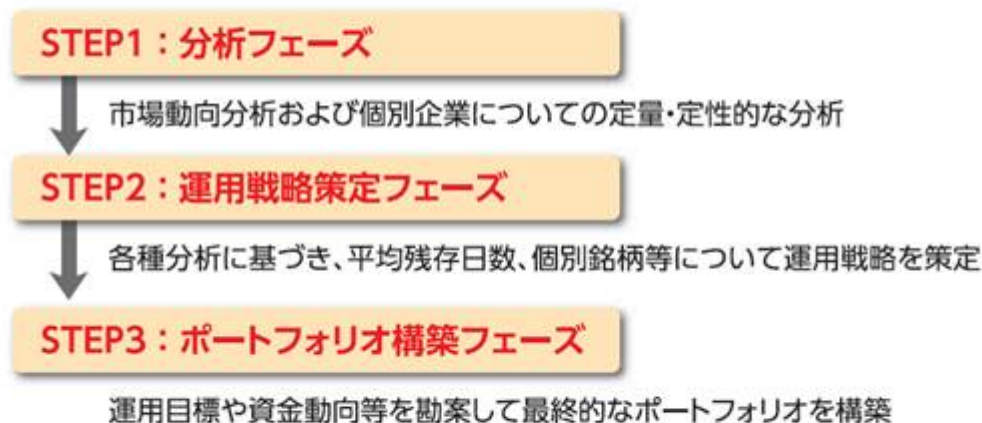 STEP1：分析フェーズ
市場動向分析および個別企業についての定量・定性的な分析
STEP2：運用戦略策定フェーズ
各種分析に基づき、平均残存日数、個別銘柄等について運用戦略を策定
STEP3：ポートフォリオ構築フェーズ
運用目標や資金動向等を勘案して最終的なポートフォリオを構築